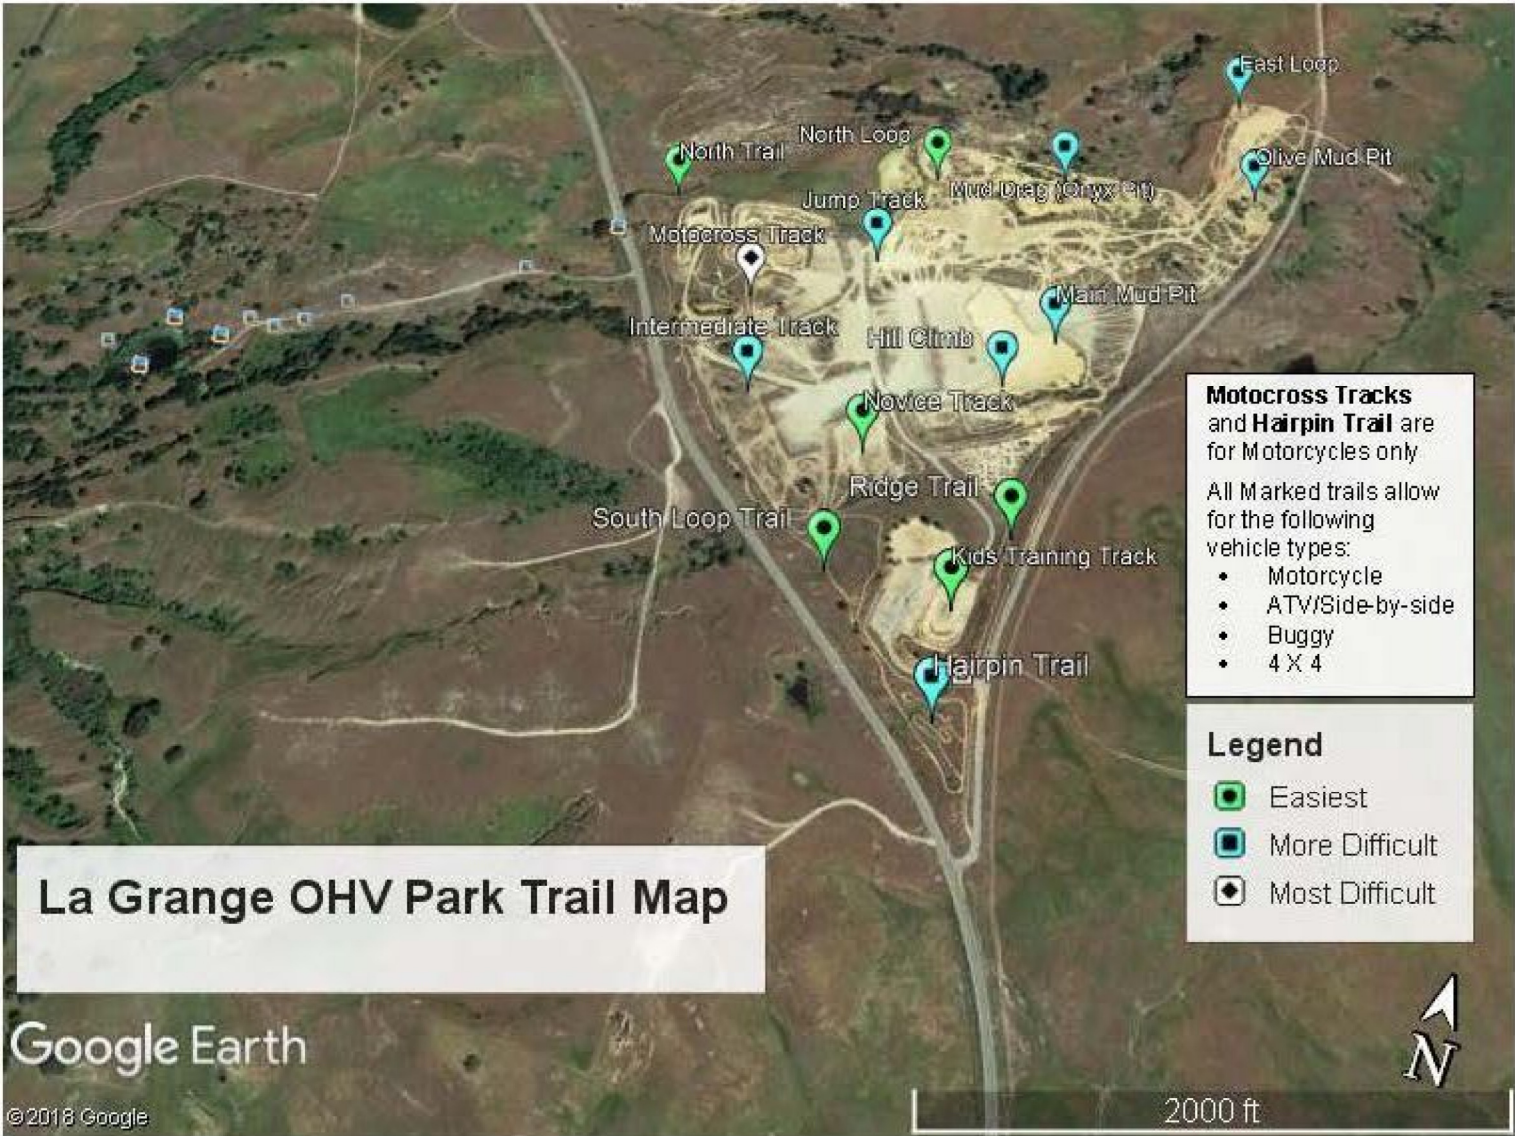 East Loop
North Loop
North Trail
Olive Mud Pit
Mud Drag (Onyx Pit)
Jump Track
Motocross Track
Main Mud Pit
Intermediate Track
Hill Climb
Novice Track
Ridge Trail
South Loop Trail
Kids Training Track
Hairpin Trail
Motocross Tracks
and Hairpin Trail are
for Motorcycles only
All Marked trails allow
for the following
vehicle types:
• Motorcycle
• ATV/Side-by-side
• Buggy
• 4 X 4
Legend
Easiest
More Difficult
Most Difficult
La Grange OHV Park Trail Map
Google Earth
N
©2018 Google
2000 ft